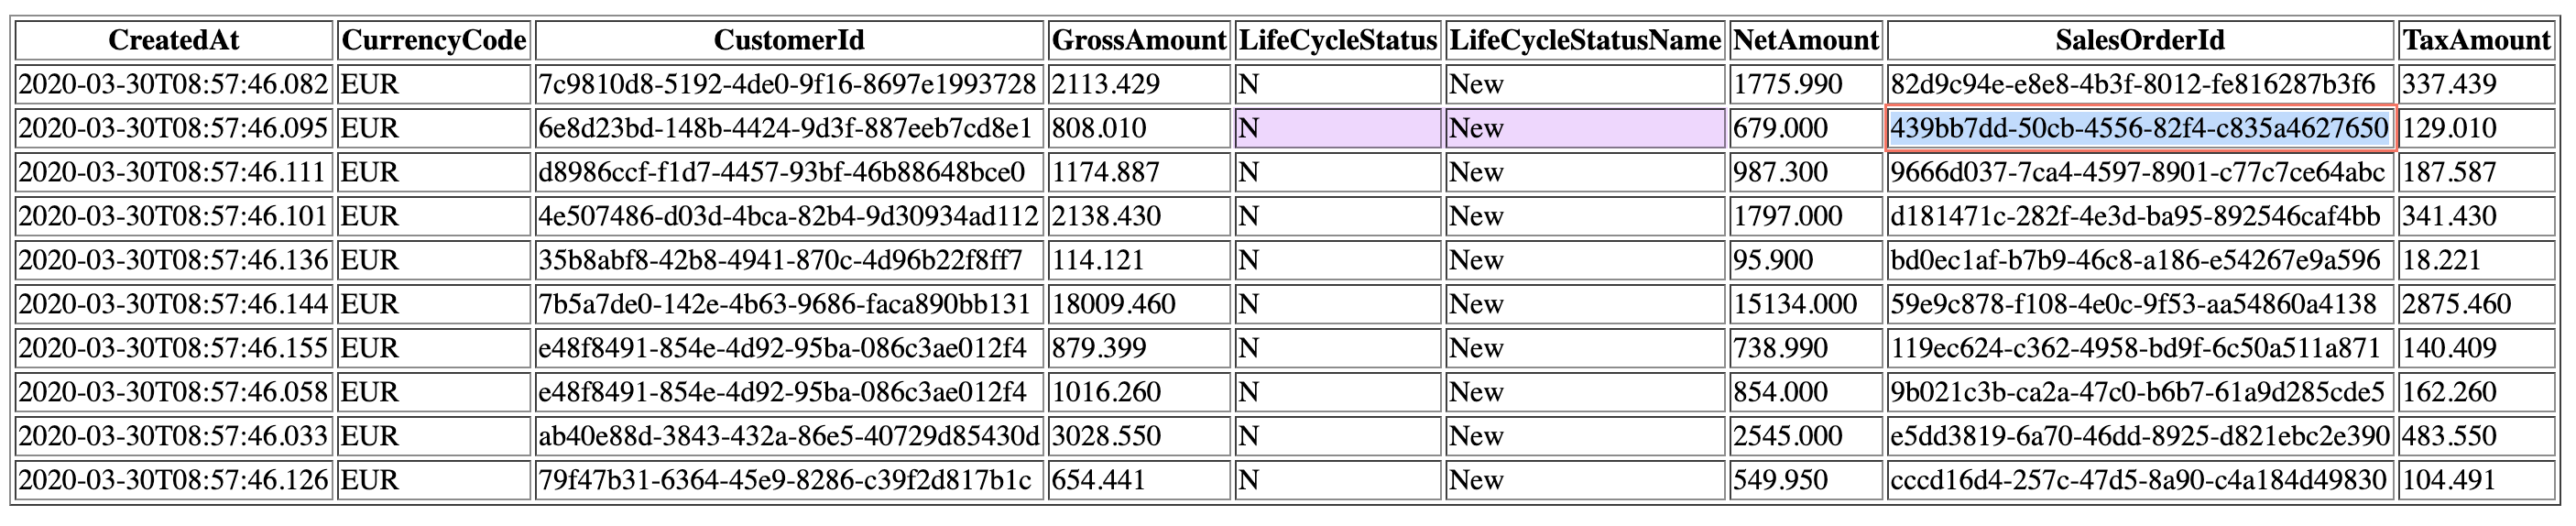 CreatedAt CurrencyCode CustomerId GrossAmount LifeCycleStatus LifeCycleStatusName NetAmount SalesOrderId TaxAmount
2020-03-30T08:57:46.082 EUR 7c9810d8-5192-4de0-9f16-8697e1993728 2113.429 N New 1775.990 82d9c94e-e8e8-4b3f-8012-fe816287b3f6 337.439
2020-03-30T08:57:46.095 EUR 6e8d23bd-148b-4424-9d3f-887eeb7cd8e1 808.010 N New 679.000 439bb7dd-50cb-4556-82f4-c835a4627650 129.010
2020-03-30T08:57:46.111 EUR d8986ccf-f1d7-4457-93bf-46b88648bce0 1174.887 N New 987.300 9666d037-7ca4-4597-8901-c77c7ce64abc 187.587
2020-03-30T08:57:46.101 EUR 4e507486-d03d-4bca-82b4-9d30934ad112 2138.430 N New 1797.000 d181471c-282f-4e3d-ba95-892546caf4bb 341.430
2020-03-30T08:57:46.136 EUR 35b8abf8-42b8-4941-870c-4d96b22f8ff7 114.121 N New 95.900 bd0ec1af-b7b9-46c8-a186-e54267e9a596 18.221
2020-03-30T08:57:46.144 EUR 7b5a7de0-142e-4b63-9686-faca890bb131 18009.460 N New 15134.000 59e9c878-f108-4e0c-9f53-aa54860a4138 2875.460
2020-03-30T08:57:46.155 EUR e48f8491-854e-4d92-95ba-086c3ae012f4 879.399 N New 738.990 119ec624-c362-4958-bd9f-6c50a511a871 140.409
2020-03-30T08:57:46.058 EUR e48f8491-854e-4d92-95ba-086c3ae012f4 1016.260 N New 854.000 9b021c3b-ca2a-47c0-b6b7-61a9d285cde5 162.260
2020-03-30T08:57:46.033 EUR ab40e88d-3843-432a-86e5-40729d85430d 3028.550 N New 2545.000 e5dd3819-6a70-46dd-8925-d821ebc2e390 483.550
2020-03-30T08:57:46.126 EUR 79f47b31-6364-45e9-8286-c39f2d817b1c 654.441 N New 549.950 cccd16d4-257c-47d5-8a90-c4a184d49830 104.491